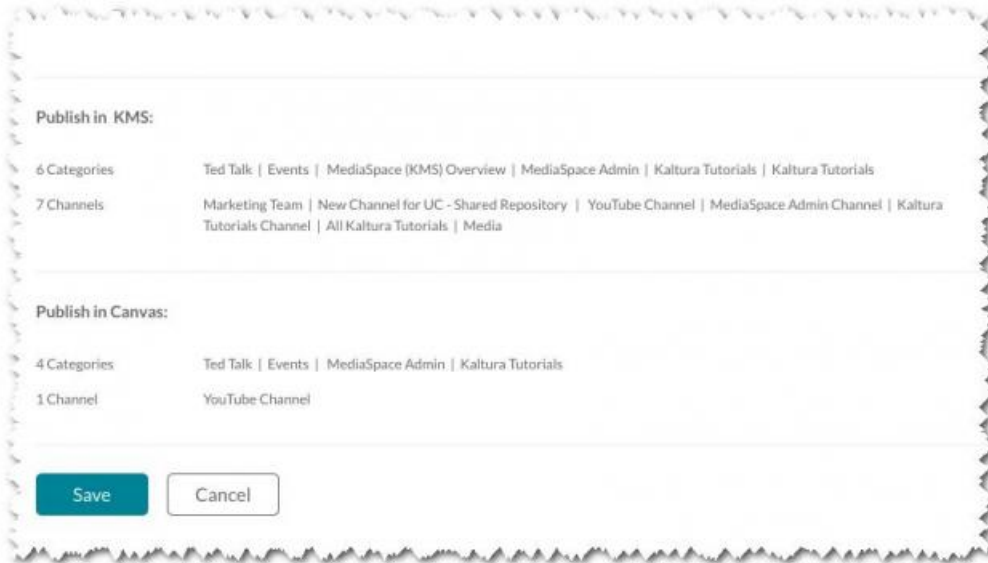 Publish in KMS:
6 Categories Ted Talk | Events | MediaSpace (KMS) Overview | MediaSpace Admin | Kaltura Tutorials | Kaltura Tutorials
7 Channels Marketing Team | New Channel for UC - Shared Repository | YouTube Channel | MediaSpace Admin Channel | Kaltura
Tutorials Channel | All Kaltura Tutorials | Media
Publish in Canvas:
4 Categories Ted Talk | Events | MediaSpace Admin | Kaltura Tutorials
1 Channel YouTube Channel
Save Cancel